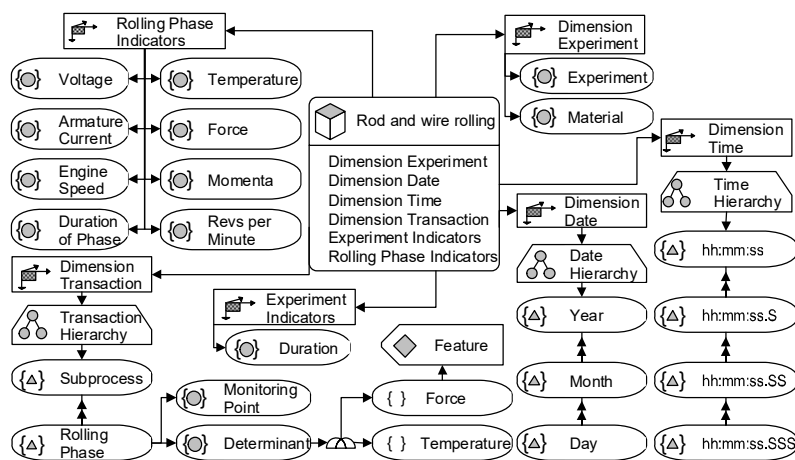 Rolling Phase
Indicators
Voltage
Temperature
Armature
Current
Force
Engine
Speed
Momenta
Duration
of Phase
Revs per
Minute
Dimension
Transaction
Transaction
Hierarchy
Subprocess
Rolling
Phase
Monitoring
Point
Determinant
Experiment
Indicators
Duration
Feature
{ } Force
{ } Temperature
Rod and wire rolling
Dimension Experiment
Dimension Date
Dimension Time
Dimension Transaction
Experiment Indicators
Rolling Phase Indicators
Dimension
Experiment
Experiment
Material
Dimension
Date
Date
Hierarchy
Year
Month
Day
Dimension
Time
Time
Hierarchy
hh:mm:ss
hh:mm:ss.S
hh:mm:ss.SS
hh:mm:ss.SSS